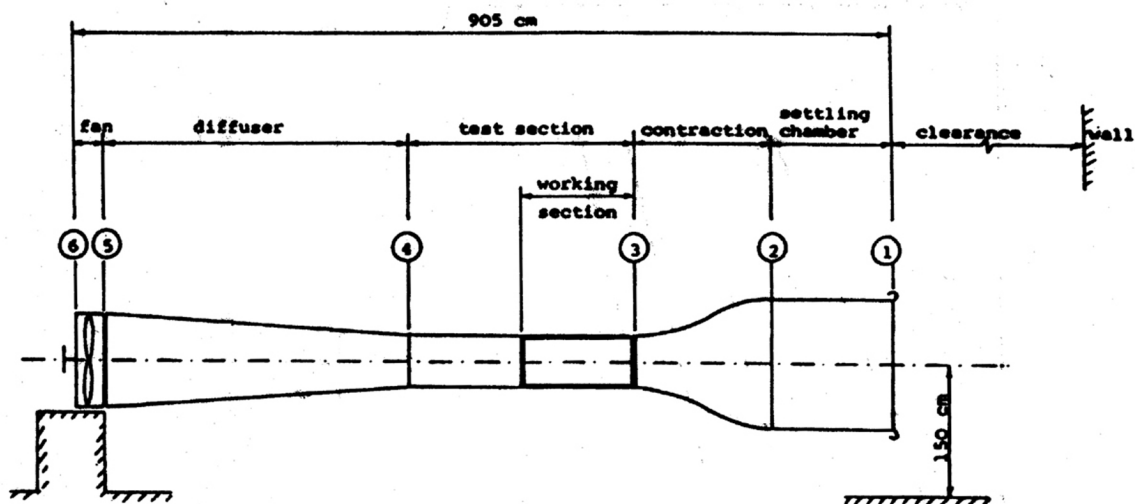 905 cm
fan
diffuser
test section
contraction
settling
chamber
clearance
wall
working
section
6
5
4
3
2
1
150 cm